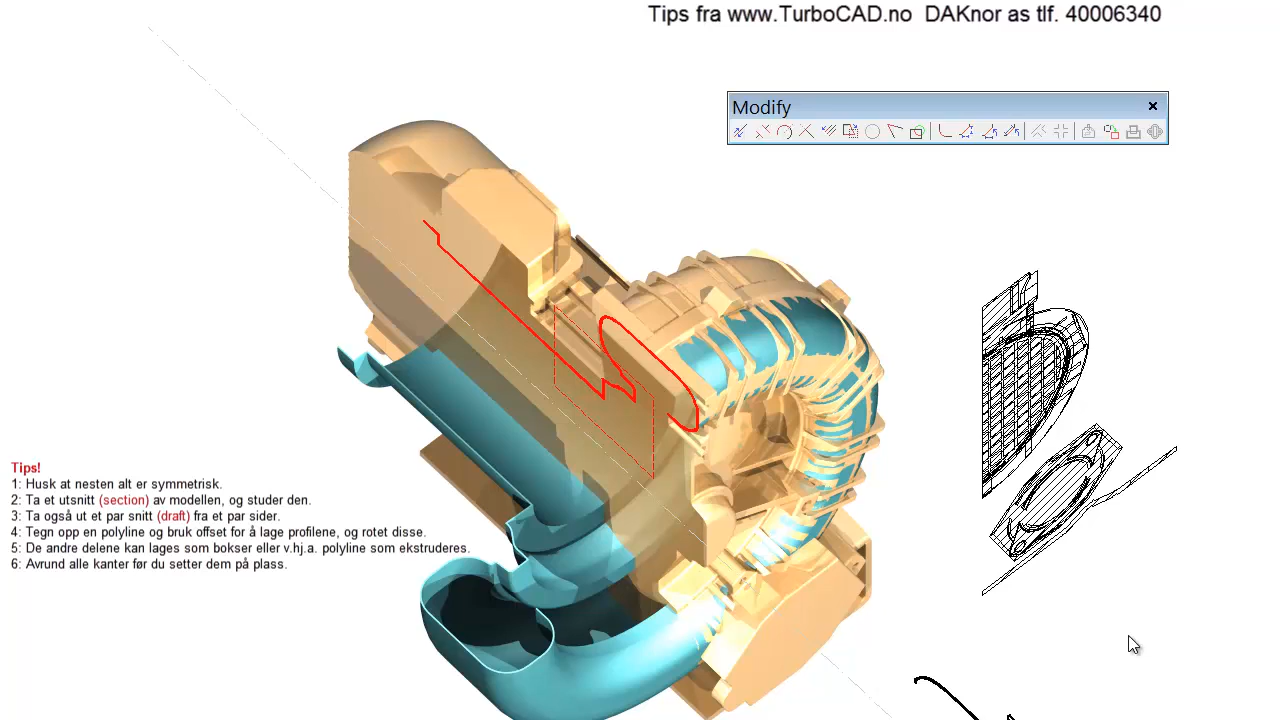 Tips fra www.TurboCAD.no  DAKnor as tlf. 40006340
Modify
Tips!
1: Husk at nesten alt er symmetrisk.
2: Ta et utsnitt (section) av modellen, og studer den.
3: Ta også ut et par snitt (draft) fra et par sider.
4: Tegn opp en polyline og bruk offset for å lage profilene, og rotet disse.
5: De andre delene kan lages som bokser eller v.hj.a. polyline som ekstruderes.
6: Avrund alle kanter før du setter dem på plass.